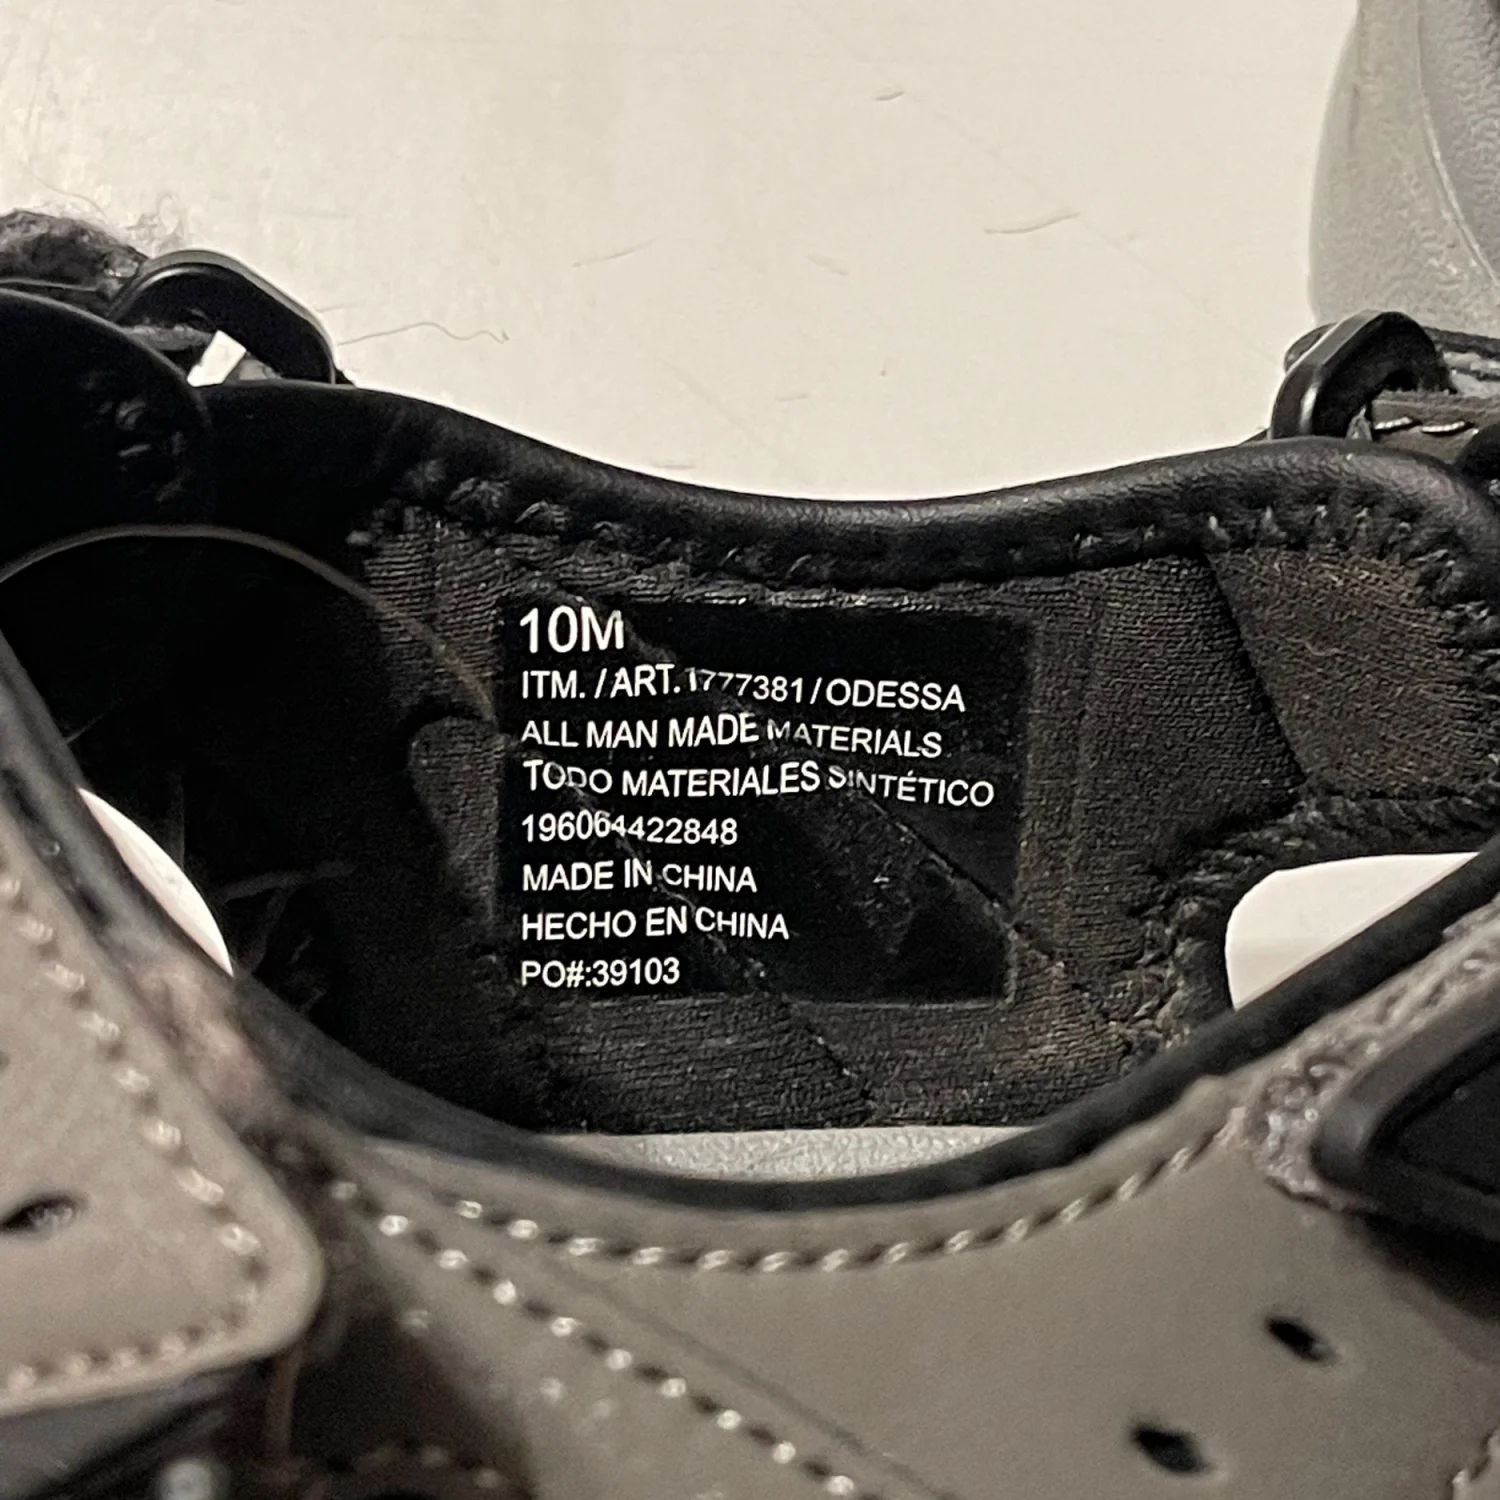 10M
ITM. / ART. 1777381 / ODESSA
ALL MAN MADE MATERIALS
TODO MATERIALES SINTÉTICO
196064422848
MADE IN CHINA
HECHO EN CHINA
PO#:39103